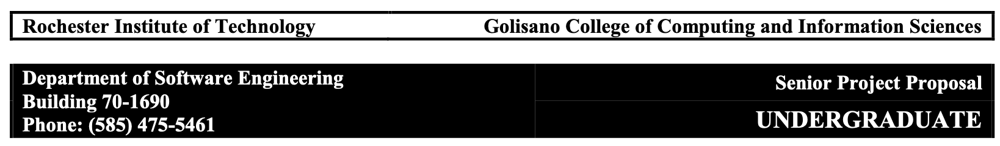 Rochester Institute of Technology Golisano College of Computing and Information Sciences
Department of Software Engineering
Building 70-1690
Phone: (585) 475-5461
Senior Project Proposal
UNDERGRADUATE